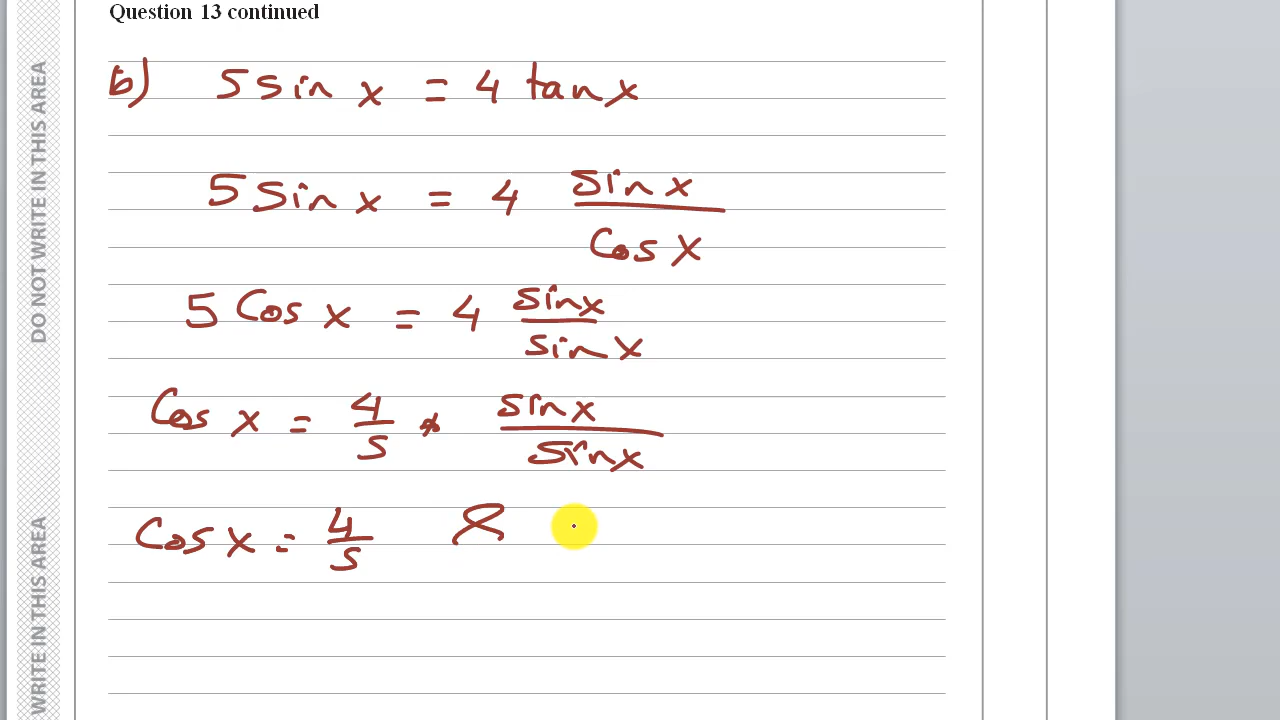 Question 13 continued
b) 5 sin x = 4 tan x
5 sin x = 4 sin x / cos x
5 cos x = 4 sin x / sin x
cos x = 4/5 * sin x / sin x
cos x = 4/5 &
DO NOT WRITE IN THIS AREA
WRITE IN THIS AREA